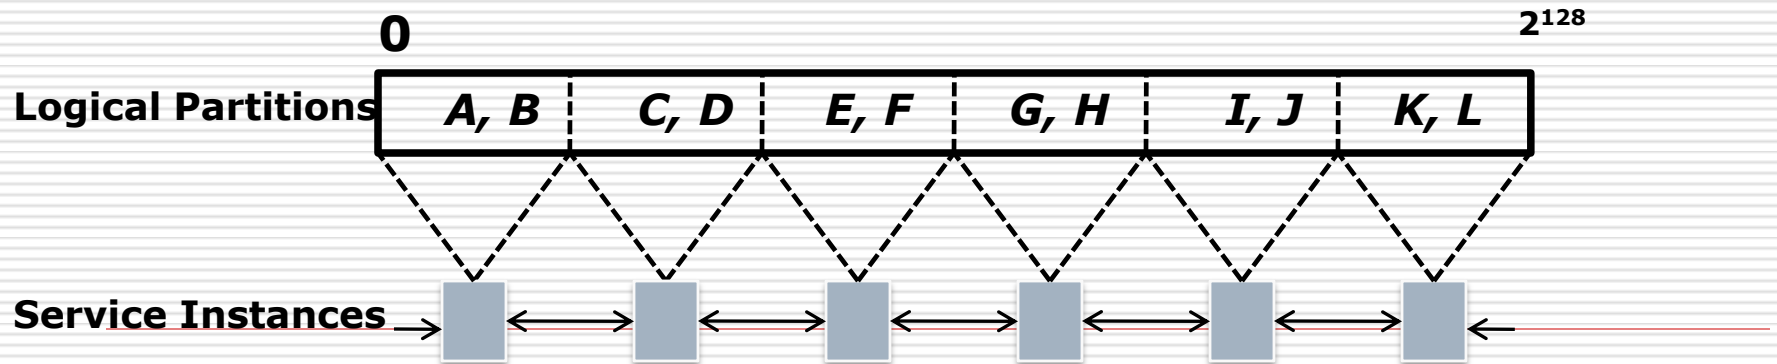 0
2¹²⁸
Logical Partitions
A, B
C, D
E, F
G, H
I, J
K, L
Service Instances